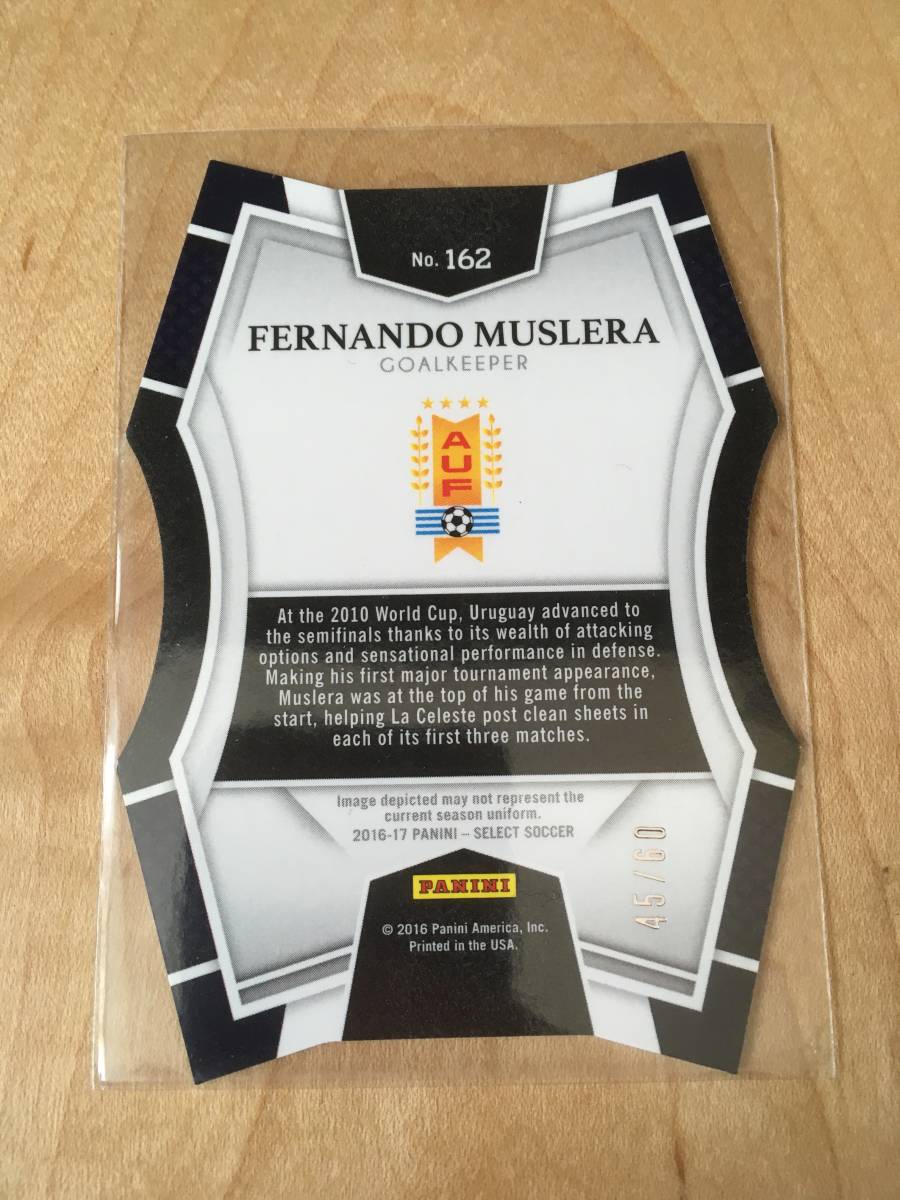 No. 162
FERNANDO MUSLERA
GOALKEEPER
A
U
F
At the 2010 World Cup, Uruguay advanced to
the semifinals thanks to its wealth of attacking
options and sensational performance in defense.
Making his first major tournament appearance,
Muslera was at the top of his game from the
start, helping La Celeste post clean sheets in
each of its first three matches.
Image depicted may not represent the
current season uniform.
2016-17 PANINI – SELECT SOCCER
45/60
PANINI
© 2016 Panini America, Inc.
Printed in the USA.